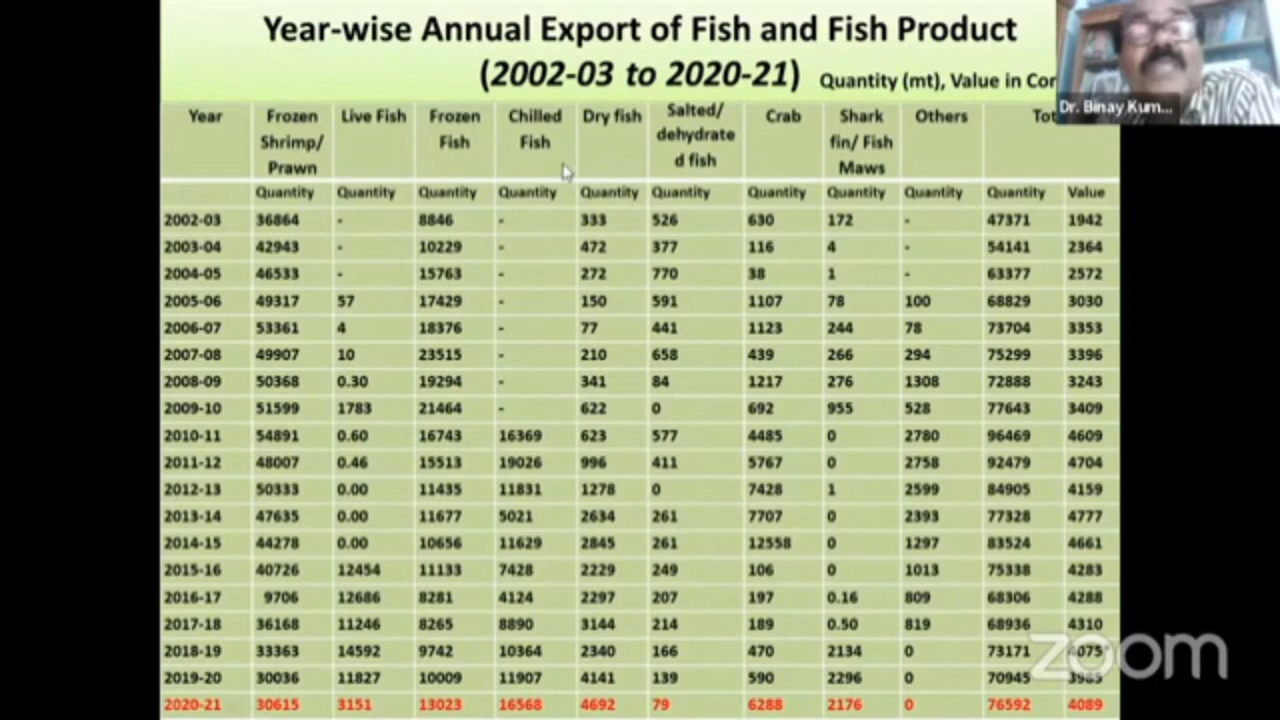 Year-wise Annual Export of Fish and Fish Product
(2002-03 to 2020-21) Quantity (mt), Value in
Dr. Binay Kum...
Year Frozen Shrimp/ Prawn Live Fish Frozen Fish Chilled Fish Dry fish Salted/ dehydrate d fish Crab Shark fin/ Fish Maws Others
Quantity Quantity Quantity Quantity Quantity Quantity Quantity Quantity Quantity Quantity Value
2002-03 36864 - 8846 - 333 526 630 172 - 47371 1942
2003-04 42943 - 10229 - 472 377 116 4 - 54141 2364
2004-05 46533 - 15763 - 272 770 38 1 - 63377 2572
2005-06 49317 57 17429 - 150 591 1107 78 100 68829 3030
2006-07 53361 4 18376 - 77 441 1123 244 78 73704 3353
2007-08 49907 10 23515 - 210 658 439 266 294 75299 3396
2008-09 50368 0.30 19294 - 341 84 1217 276 1308 72888 3243
2009-10 51599 1783 21464 - 622 0 692 955 528 77643 3409
2010-11 54891 0.60 16743 16369 623 577 4485 0 2780 96469 4609
2011-12 48007 0.46 15513 19026 996 411 5767 0 2758 92479 4704
2012-13 50333 0.00 11435 11831 1278 0 7428 1 2599 84905 4159
2013-14 47635 0.00 11677 5021 2634 261 7707 0 2393 77328 4777
2014-15 44278 0.00 10656 11629 2845 261 12558 0 1297 83524 4661
2015-16 40726 12454 11133 7428 2229 249 106 0 1013 75338 4283
2016-17 9706 12686 8281 4124 2297 207 197 0.16 809 68306 4288
2017-18 36168 11246 8265 8890 3144 214 189 0.50 819 68936 4310
2018-19 33363 14592 9742 10364 2340 166 470 2134 0 73171
2019-20 30036 11827 10009 11907 4141 139 590 2296 0 70945
zoom
2020-21 30615 3151 13023 16568 4692 79 6288 2176 0 76592 4089